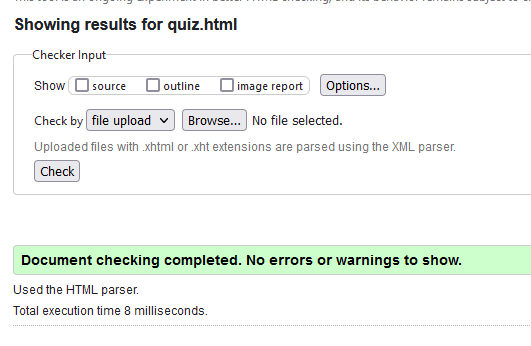 Showing results for quiz.html
Checker Input
Show source outline image report Options...
Check by file upload Browse... No file selected.
Uploaded files with .xhtml or .xht extensions are parsed using the XML parser.
Check
Document checking completed. No errors or warnings to show.
Used the HTML parser.
Total execution time 8 milliseconds.